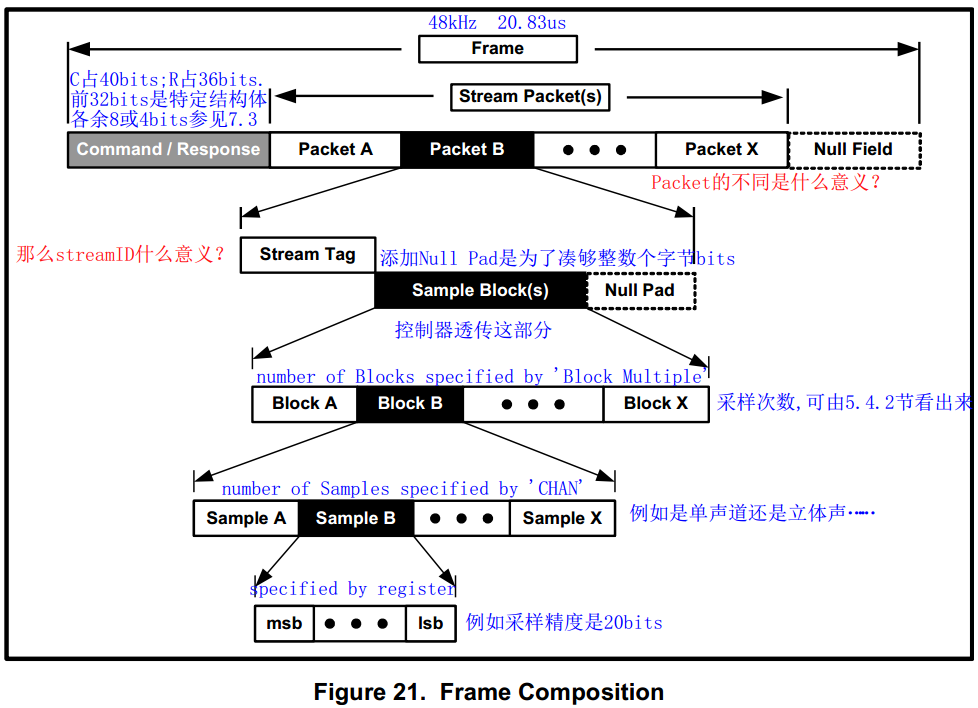 48kHz 20.83us
Frame
C占40bits;R占36bits.
前32bits是特定结构体
各余8或4bits参见7.3
Stream Packet(s)
Command / Response
Packet A
Packet B
Packet X
Null Field
Packet的不同是什么意义?
那么streamID什么意义?
Stream Tag
添加Null Pad是为了凑够整数个字节bits
Sample Block(s)
Null Pad
控制器透传这部分
number of Blocks specified by 'Block Multiple'
Block A
Block B
Block X
采样次数,可由5.4.2节看出来
number of Samples specified by 'CHAN'
Sample A
Sample B
Sample X
例如是单声道还是立体声……
specified by register
msb
lsb
例如采样精度是20bits
Figure 21. Frame Composition